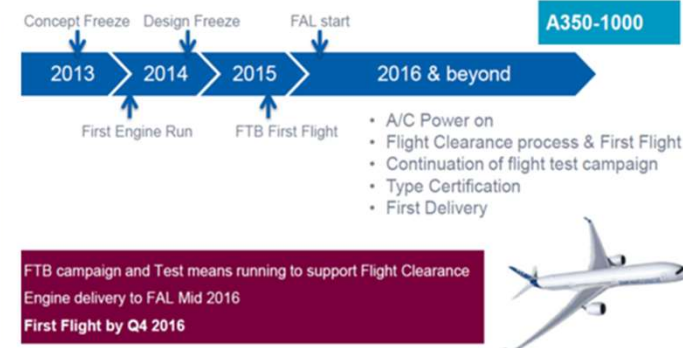 Concept Freeze Design Freeze FAL start
A350-1000
2013 2014 2015 2016 & beyond
First Engine Run FTB First Flight
• A/C Power on
• Flight Clearance process & First Flight
• Continuation of flight test campaign
• Type Certification
• First Delivery
FTB campaign and Test means running to support Flight Clearance
Engine delivery to FAL Mid 2016
First Flight by Q4 2016